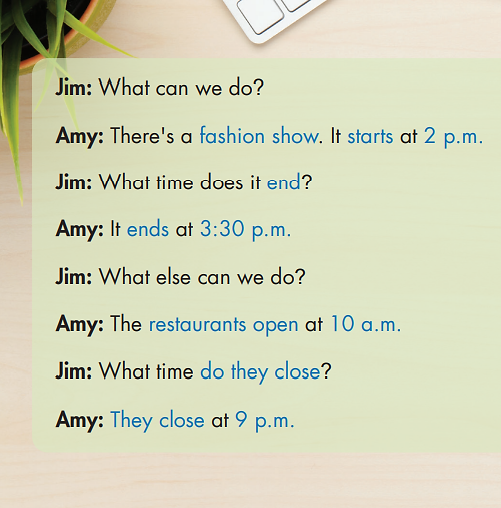 Jim: What can we do?
Amy: There's a fashion show. It starts at 2 p.m.
Jim: What time does it end?
Amy: It ends at 3:30 p.m.
Jim: What else can we do?
Amy: The restaurants open at 10 a.m.
Jim: What time do they close?
Amy: They close at 9 p.m.